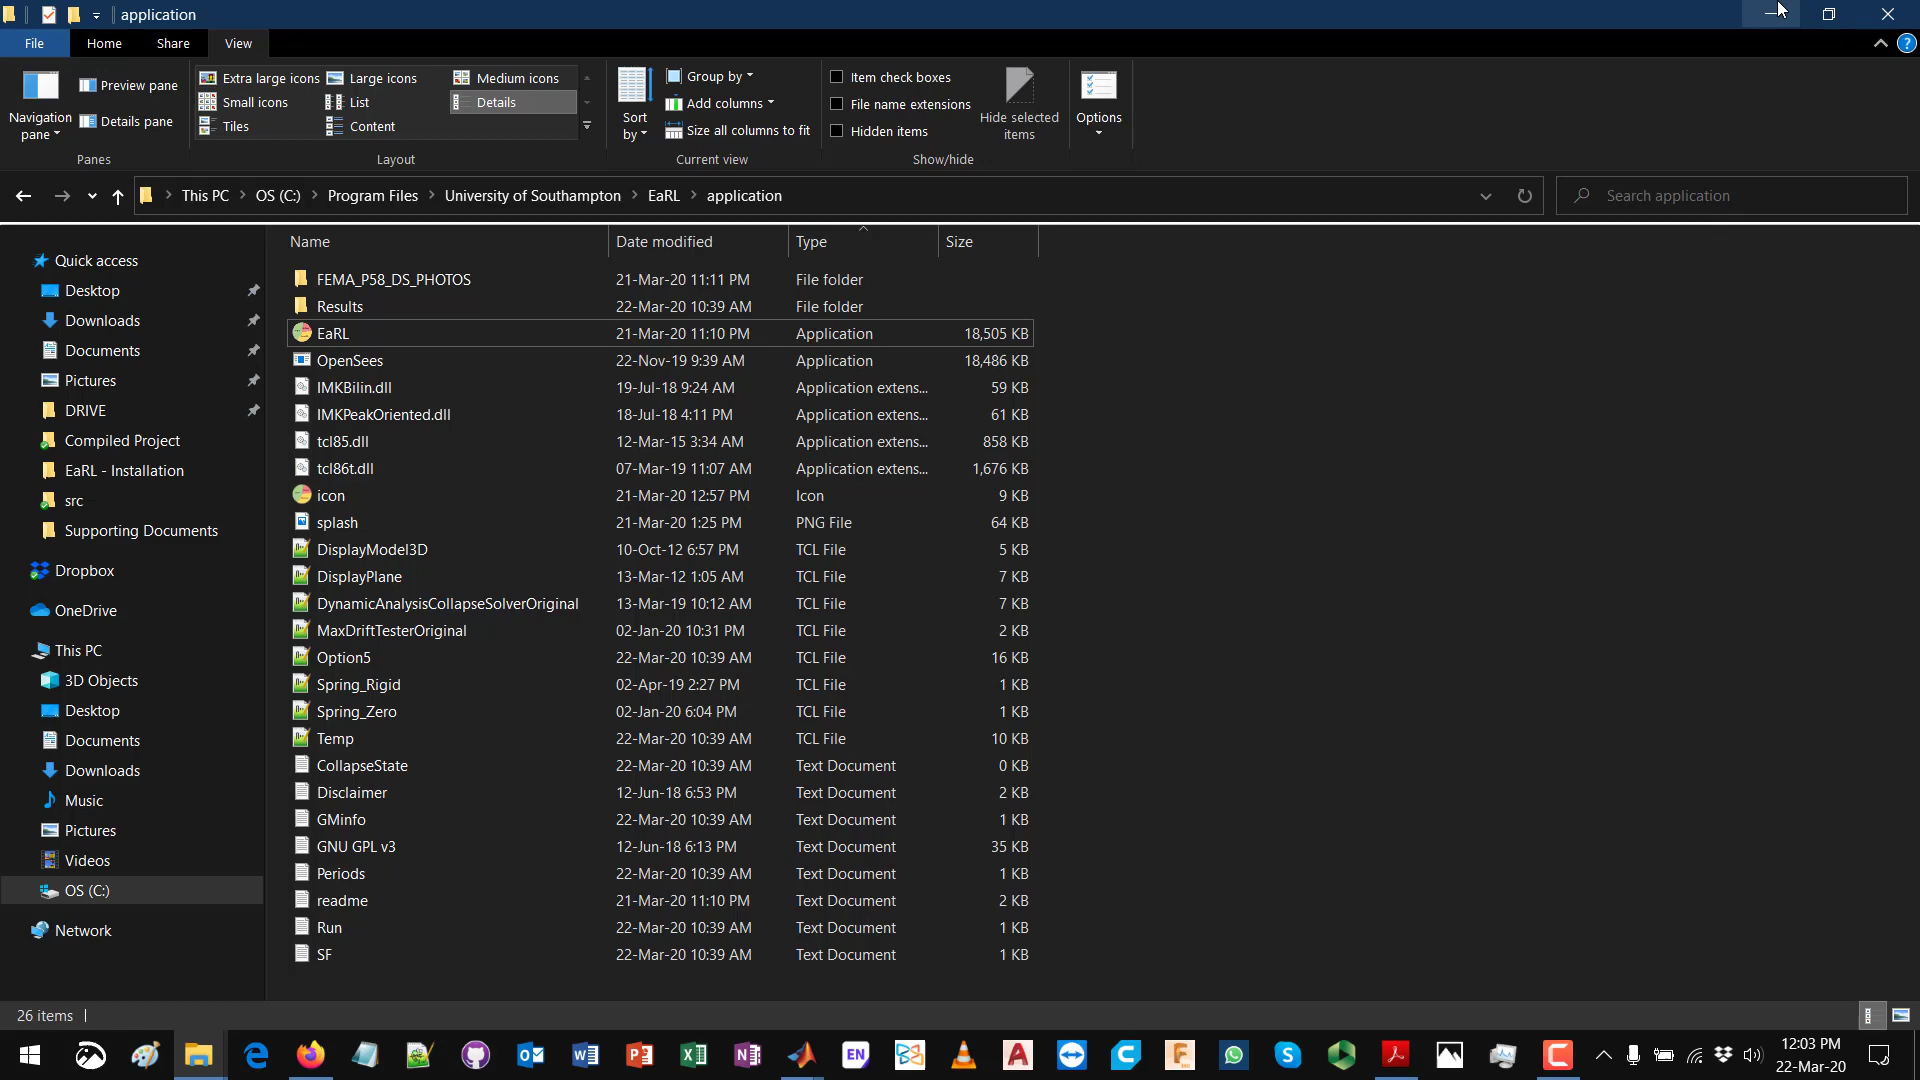 application
File Home Share View
Navigation pane
Preview pane
Details pane
Panes
Extra large icons Large icons Medium icons
Small icons List Details
Tiles Content
Layout
Sort by
Group by
Add columns
Size all columns to fit
Current view
Item check boxes
File name extensions
Hidden items
Hide selected items
Show/hide
Options
This PC OS (C:) Program Files University of Southampton EaRL application
Search application
Quick access
Desktop
Downloads
Documents
Pictures
DRIVE
Compiled Project
EaRL - Installation
src
Supporting Documents
Dropbox
OneDrive
This PC
3D Objects
Desktop
Documents
Downloads
Music
Pictures
Videos
OS (C:)
Network
Name Date modified Type Size
FEMA_P58_DS_PHOTOS 21-Mar-20 11:11 PM File folder
Results 22-Mar-20 10:39 AM File folder
EaRL 21-Mar-20 11:10 PM Application 18,505 KB
OpenSees 22-Nov-19 9:39 AM Application 18,486 KB
IMKBilin.dll 19-Jul-18 9:24 AM Application extens... 59 KB
IMKPeakOriented.dll 18-Jul-18 4:11 PM Application extens... 61 KB
tcl85.dll 12-Mar-15 3:34 AM Application extens... 858 KB
tcl86t.dll 07-Mar-19 11:07 AM Application extens... 1,676 KB
icon 21-Mar-20 12:57 PM Icon 9 KB
splash 21-Mar-20 1:25 PM PNG File 64 KB
DisplayModel3D 10-Oct-12 6:57 PM TCL File 5 KB
DisplayPlane 13-Mar-12 1:05 AM TCL File 7 KB
DynamicAnalysisCollapseSolverOriginal 13-Mar-19 10:12 AM TCL File 7 KB
MaxDriftTesterOriginal 02-Jan-20 10:31 PM TCL File 2 KB
Option5 22-Mar-20 10:39 AM TCL File 16 KB
Spring_Rigid 02-Apr-19 2:27 PM TCL File 1 KB
Spring_Zero 02-Jan-20 6:04 PM TCL File 1 KB
Temp 22-Mar-20 10:39 AM TCL File 10 KB
CollapseState 22-Mar-20 10:39 AM Text Document 0 KB
Disclaimer 12-Jun-18 6:53 PM Text Document 2 KB
GMinfo 22-Mar-20 10:39 AM Text Document 1 KB
GNU GPL v3 12-Jun-18 6:13 PM Text Document 35 KB
Periods 22-Mar-20 10:39 AM Text Document 1 KB
readme 21-Mar-20 11:10 PM Text Document 2 KB
Run 22-Mar-20 10:39 AM Text Document 1 KB
SF 22-Mar-20 10:39 AM Text Document 1 KB
26 items
EN
12:03 PM
22-Mar-20